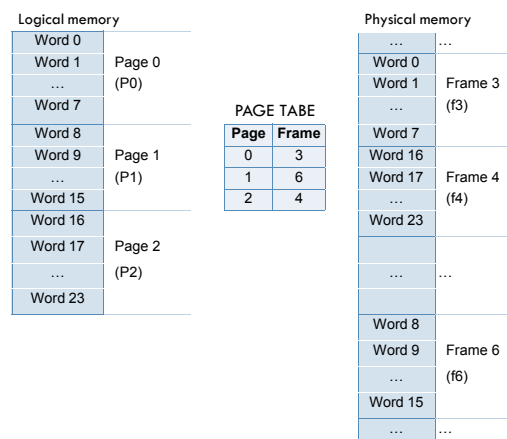 Logical memory
Word 0
Word 1 Page 0
... (P0)
Word 7
Word 8
Word 9 Page 1
... (P1)
Word 15
Word 16
Word 17 Page 2
... (P2)
Word 23
PAGE TABE
Page Frame
0 3
1 6
2 4
Physical memory
... ...
Word 0
Word 1 Frame 3
... (f3)
Word 7
Word 16
Word 17 Frame 4
... (f4)
Word 23
... ...
Word 8
Word 9 Frame 6
... (f6)
Word 15
... ...